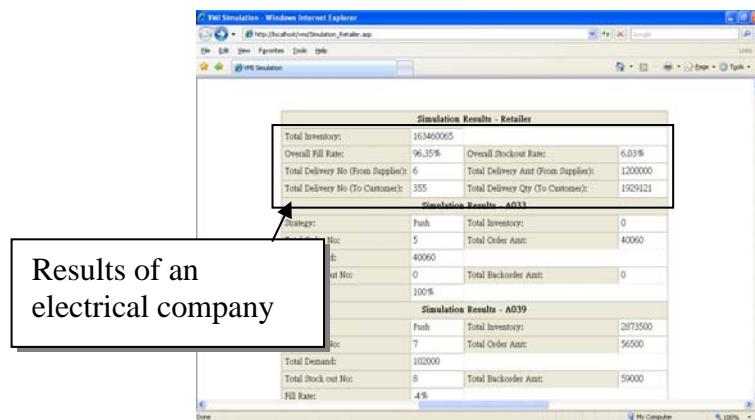 VMI Simulation - Windows Internet Explorer
http://localhost/vmi/Simulation_Retailer.asp
File Edit View Favorites Tools Help
VMI Simulation
Page Tools
Simulation Results - Retailer
Total Inventory: 163460065
Overall Fill Rate: 96.35% Overall Stockout Rate: 6.03%
Total Delivery No (From Supplier): 6 Total Delivery Amt (From Supplier): 1200000
Total Delivery No (To Customer): 355 Total Delivery Qty (To Customer): 1929121
Simulation Results - A033
Strategy: Push Total Inventory: 0
No: 5 Total Order Amt: 40060
40060
out No: 0 Total Backorder Amt: 0
100%
Simulation Results - A039
Push Total Inventory: 2873500
No: 7 Total Order Amt: 56500
Total Demand: 102000
Total Stock out No: 8 Total Backorder Amt: 59000
Fill Rate: -4%
Results of an
electrical company
Done My Computer 100%